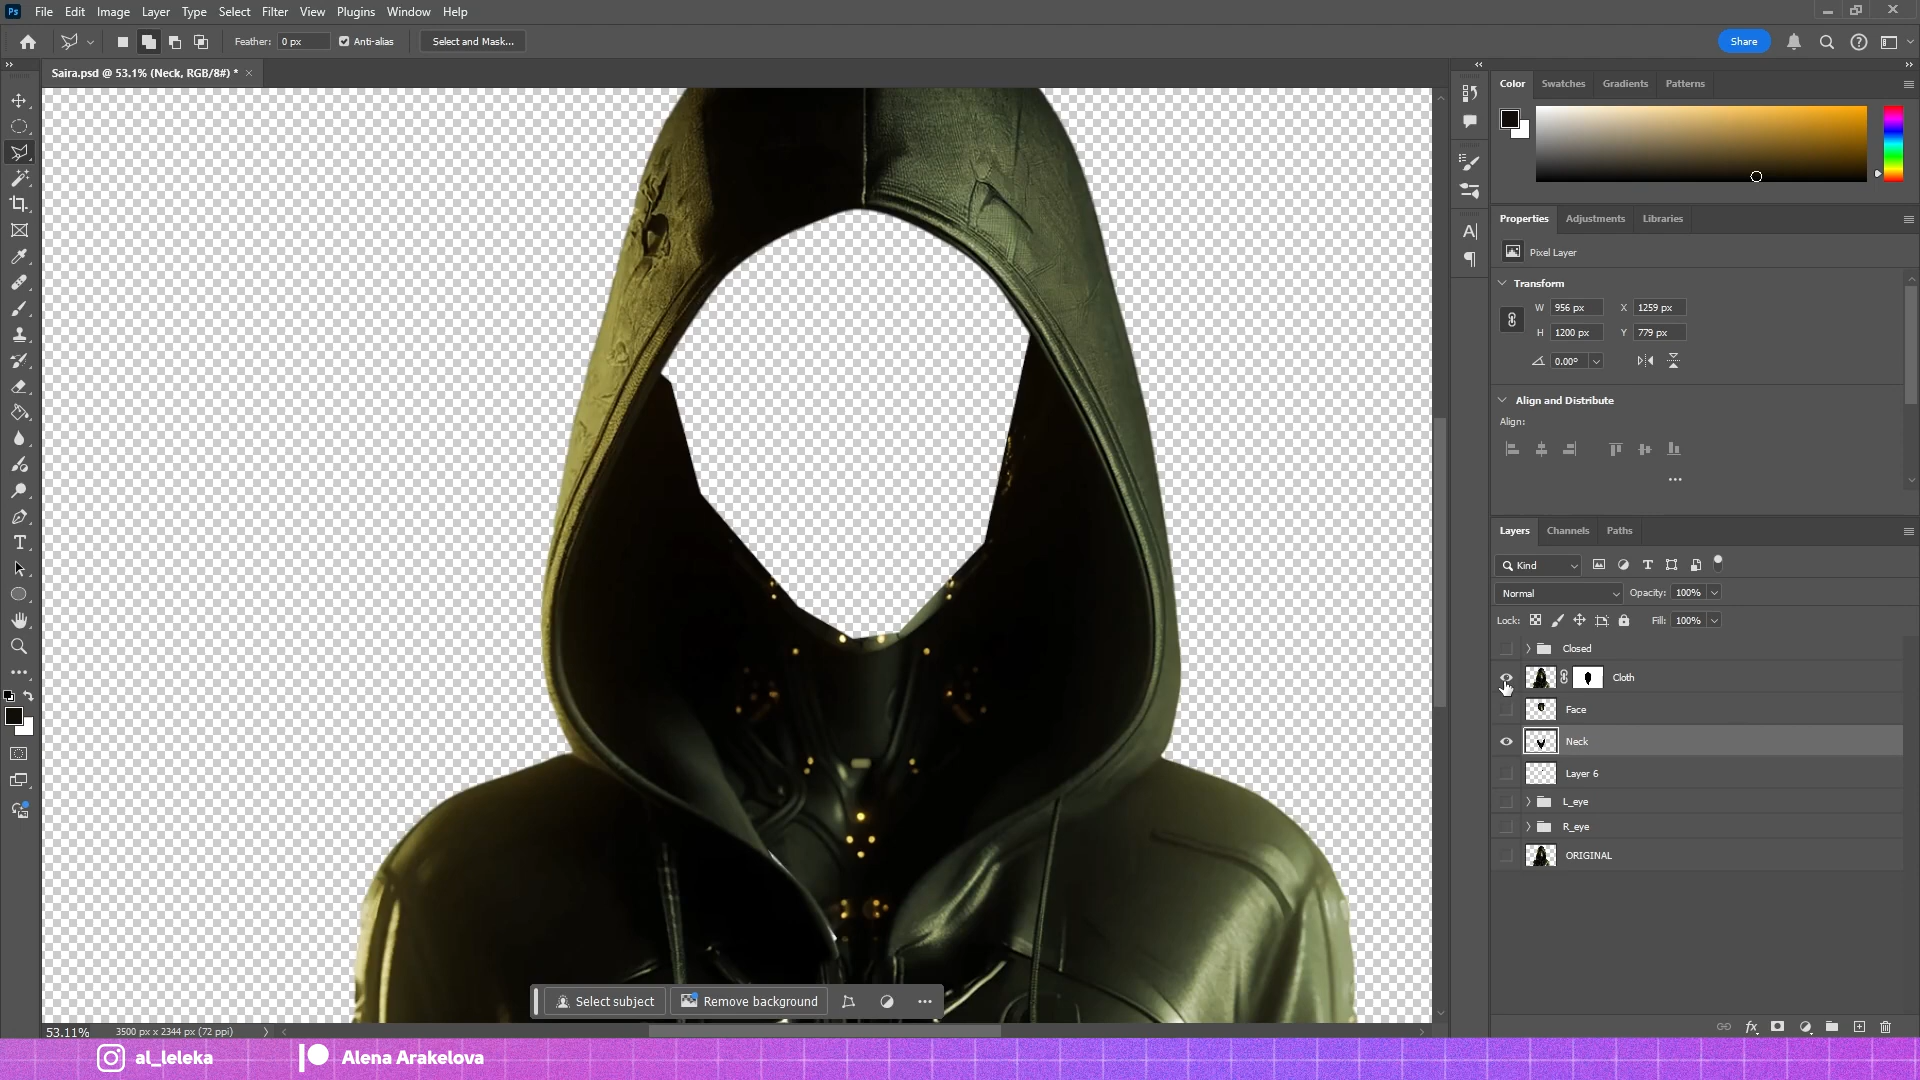 Ps File Edit Image Layer Type Select Filter View Plugins Window Help
Feather: 0 px Anti-alias Select and Mask... Share
Saira.psd @ 53.1% (Neck, RGB/8#) *
Color Swatches Gradients Patterns
Properties Adjustments Libraries
Pixel Layer
Transform
W 956 px X 1259 px
H 1200 px Y 779 px
0.00°
Align and Distribute
Align:
Layers Channels Paths
Kind
Normal Opacity: 100%
Lock: Fill: 100%
Closed
Cloth
Face
Neck
Layer 6
L_eye
R_eye
ORIGINAL
Select subject Remove background
53.11% 3500 px x 2344 px (72 ppi)
al_leleka Alena Arakelova